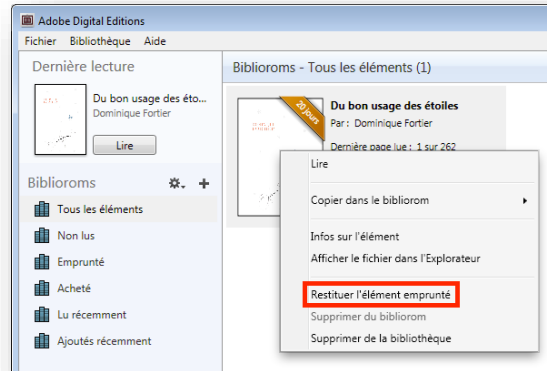 Adobe Digital Editions
Fichier Bibliothèque Aide
Dernière lecture
Du bon usage des éto...
Dominique Fortier
Lire
Biblioroms
Tous les éléments
Non lus
Emprunté
Acheté
Lu récemment
Ajoutés récemment
Biblioroms - Tous les éléments (1)
20 jours
Du bon usage des étoiles
Par : Dominique Fortier
Dernière page lue : 1 sur 262
Lire
Copier dans le bibliorom
Infos sur l'élément
Afficher le fichier dans l'Explorateur
Restituer l'élément emprunté
Supprimer du bibliorom
Supprimer de la bibliothèque